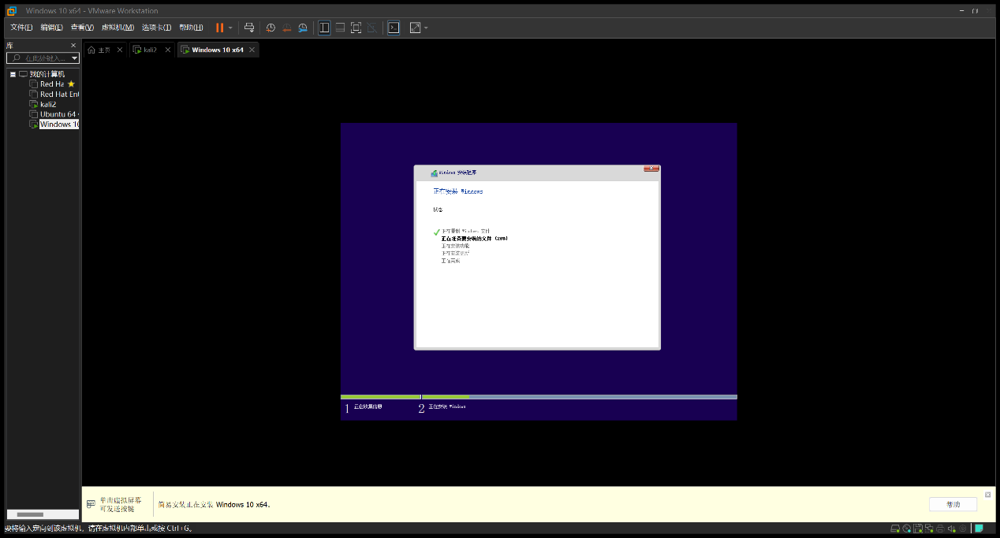 Windows 10 x64 - VMware Workstation
文件(F) 编辑(E) 查看(V) 虚拟机(M) 选项卡(T) 帮助(H)
库
在此处键入...
主页
kali2
Windows 10 x64
我的计算机
Red Ha
Red Hat Ent
kali2
Ubuntu 64
Windows 10
Windows 安装程序
正在安装 Windows
状态
正在复制 Windows 文件
正在准备要安装的文件 (20%)
正在安装功能
正在安装更新
正在完成
1 正在收集信息
2 正在安装 Windows
单击虚拟屏幕
可发送按键
简易安装正在安装 Windows 10 x64。
帮助
要将输入定向到该虚拟机，请在虚拟机内部单击或按 Ctrl+G。